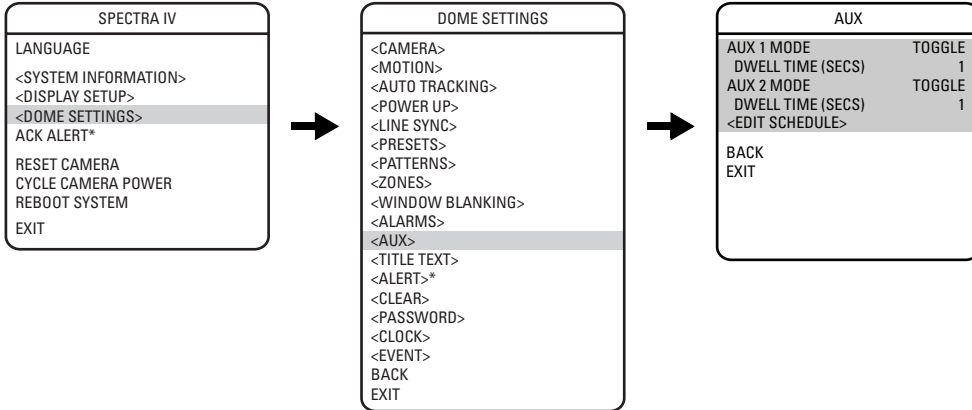 SPECTRA IV
LANGUAGE
<SYSTEM INFORMATION>
<DISPLAY SETUP>
<DOME SETTINGS>
ACK ALERT*
RESET CAMERA
CYCLE CAMERA POWER
REBOOT SYSTEM
EXIT
DOME SETTINGS
<CAMERA>
<MOTION>
<AUTO TRACKING>
<POWER UP>
<LINE SYNC>
<PRESETS>
<PATTERNS>
<ZONES>
<WINDOW BLANKING>
<ALARMS>
<AUX>
<TITLE TEXT>
<ALERT>*
<CLEAR>
<PASSWORD>
<CLOCK>
<EVENT>
BACK
EXIT
AUX
AUX 1 MODE TOGGLE
DWELL TIME (SECS) 1
AUX 2 MODE TOGGLE
DWELL TIME (SECS) 1
<EDIT SCHEDULE>
BACK
EXIT